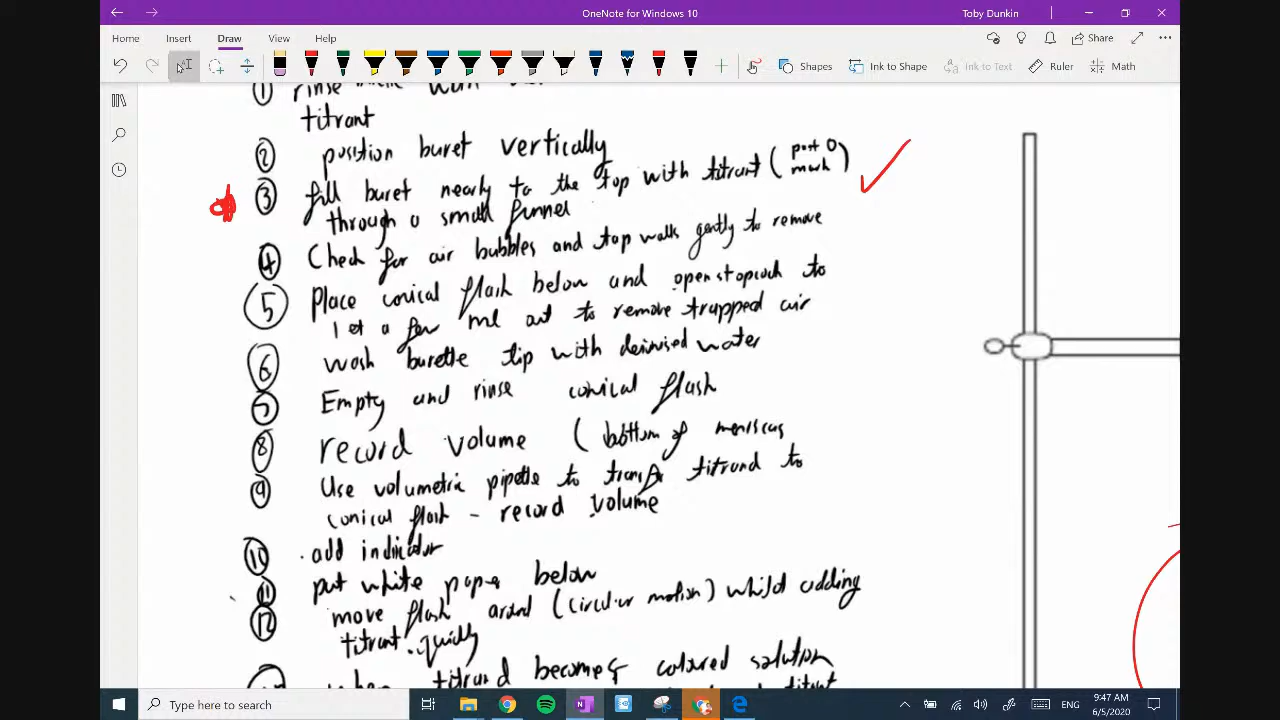 OneNote for Windows 10
Toby Dunkin
Home Insert Draw View Help
Share
Shapes Ink to Shape Ink to Text Ruler Math
① rinse
titrant
② position buret vertically
③ fill buret nearly to the top with titrant ( past 0 mark )
through a small funnel
④ Check for air bubbles and tap walls gently to remove
⑤ Place conical flask below and open stopcock to
let a few ml out to remove trapped air
⑥ wash burette tip with deionised water
⑦ Empty and rinse conical flask
⑧ record volume ( bottom of meniscus
⑨ Use volumetric pipette to transfer titrand to
conical flask - record volume
⑩ add indicator
⑪ put white paper below
⑫ move flask around (circular motion) whilst adding
titrant quickly
when titrand becomes coloured solution
titrant
Type here to search
9:47 AM
6/5/2020